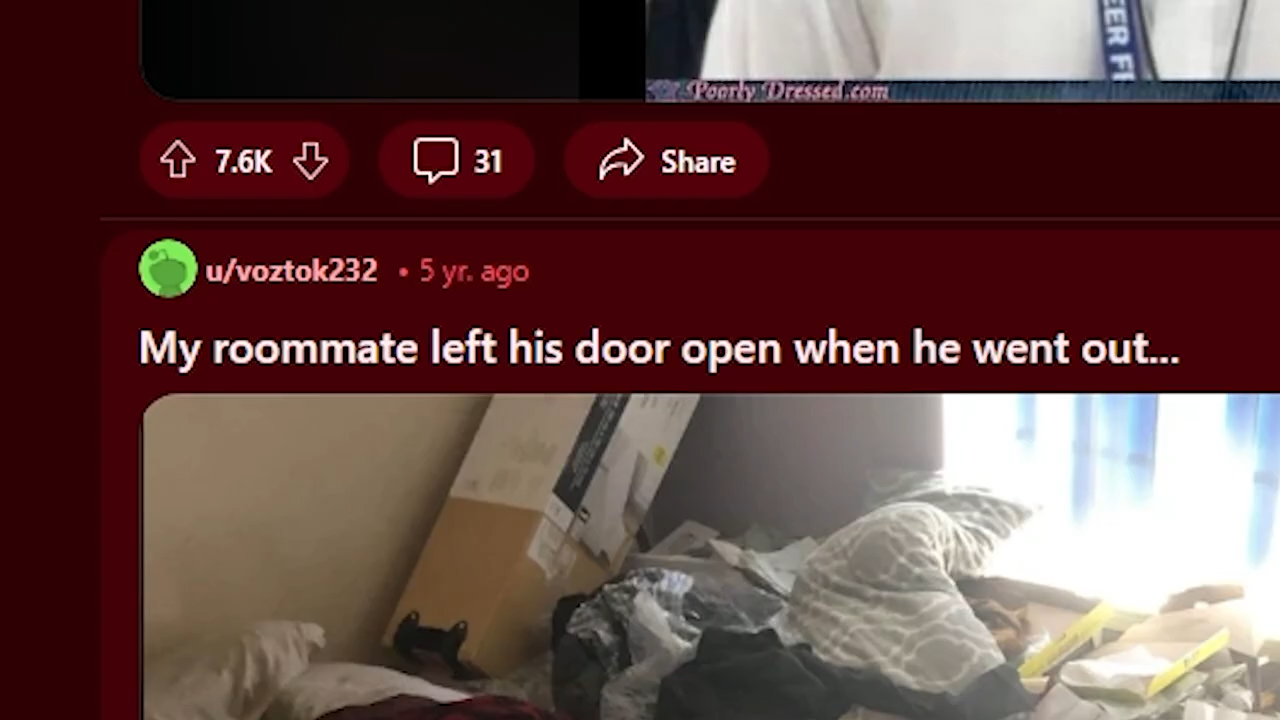 EER F
Poorly Dressed.com
7.6K
31
Share
u/voztok232 • 5 yr. ago
My roommate left his door open when he went out...